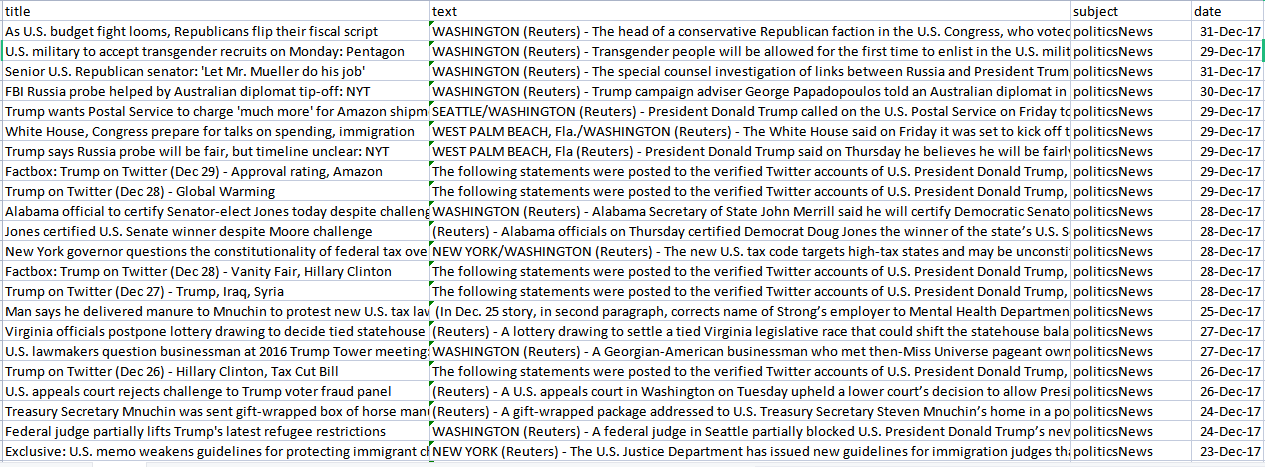 title text subject date
As U.S. budget fight looms, Republicans flip their fiscal script WASHINGTON (Reuters) - The head of a conservative Republican faction in the U.S. Congress, who voted politicsNews 31-Dec-17
U.S. military to accept transgender recruits on Monday: Pentagon WASHINGTON (Reuters) - Transgender people will be allowed for the first time to enlist in the U.S. milit politicsNews 29-Dec-17
Senior U.S. Republican senator: 'Let Mr. Mueller do his job' WASHINGTON (Reuters) - The special counsel investigation of links between Russia and President Trum politicsNews 31-Dec-17
FBI Russia probe helped by Australian diplomat tip-off: NYT WASHINGTON (Reuters) - Trump campaign adviser George Papadopoulos told an Australian diplomat in politicsNews 30-Dec-17
Trump wants Postal Service to charge 'much more' for Amazon shipm SEATTLE/WASHINGTON (Reuters) - President Donald Trump called on the U.S. Postal Service on Friday to politicsNews 29-Dec-17
White House, Congress prepare for talks on spending, immigration WEST PALM BEACH, Fla./WASHINGTON (Reuters) - The White House said on Friday it was set to kick off t politicsNews 29-Dec-17
Trump says Russia probe will be fair, but timeline unclear: NYT WEST PALM BEACH, Fla (Reuters) - President Donald Trump said on Thursday he believes he will be fairl politicsNews 29-Dec-17
Factbox: Trump on Twitter (Dec 29) - Approval rating, Amazon The following statements were posted to the verified Twitter accounts of U.S. President Donald Trump, politicsNews 29-Dec-17
Trump on Twitter (Dec 28) - Global Warming The following statements were posted to the verified Twitter accounts of U.S. President Donald Trump, politicsNews 29-Dec-17
Alabama official to certify Senator-elect Jones today despite challeng WASHINGTON (Reuters) - Alabama Secretary of State John Merrill said he will certify Democratic Senato politicsNews 28-Dec-17
Jones certified U.S. Senate winner despite Moore challenge (Reuters) - Alabama officials on Thursday certified Democrat Doug Jones the winner of the state’s U.S. S politicsNews 28-Dec-17
New York governor questions the constitutionality of federal tax ove NEW YORK/WASHINGTON (Reuters) - The new U.S. tax code targets high-tax states and may be unconsti politicsNews 28-Dec-17
Factbox: Trump on Twitter (Dec 28) - Vanity Fair, Hillary Clinton The following statements were posted to the verified Twitter accounts of U.S. President Donald Trump, politicsNews 28-Dec-17
Trump on Twitter (Dec 27) - Trump, Iraq, Syria The following statements were posted to the verified Twitter accounts of U.S. President Donald Trump, politicsNews 28-Dec-17
Man says he delivered manure to Mnuchin to protest new U.S. tax law (In Dec. 25 story, in second paragraph, corrects name of Strong’s employer to Mental Health Departmen politicsNews 25-Dec-17
Virginia officials postpone lottery drawing to decide tied statehouse (Reuters) - A lottery drawing to settle a tied Virginia legislative race that could shift the statehouse bala politicsNews 27-Dec-17
U.S. lawmakers question businessman at 2016 Trump Tower meeting: WASHINGTON (Reuters) - A Georgian-American businessman who met then-Miss Universe pageant own politicsNews 27-Dec-17
Trump on Twitter (Dec 26) - Hillary Clinton, Tax Cut Bill The following statements were posted to the verified Twitter accounts of U.S. President Donald Trump, politicsNews 26-Dec-17
U.S. appeals court rejects challenge to Trump voter fraud panel (Reuters) - A U.S. appeals court in Washington on Tuesday upheld a lower court’s decision to allow Presi politicsNews 26-Dec-17
Treasury Secretary Mnuchin was sent gift-wrapped box of horse man (Reuters) - A gift-wrapped package addressed to U.S. Treasury Secretary Steven Mnuchin’s home in a po politicsNews 24-Dec-17
Federal judge partially lifts Trump's latest refugee restrictions WASHINGTON (Reuters) - A federal judge in Seattle partially blocked U.S. President Donald Trump’s new politicsNews 24-Dec-17
Exclusive: U.S. memo weakens guidelines for protecting immigrant ch NEW YORK (Reuters) - The U.S. Justice Department has issued new guidelines for immigration judges th politicsNews 23-Dec-17